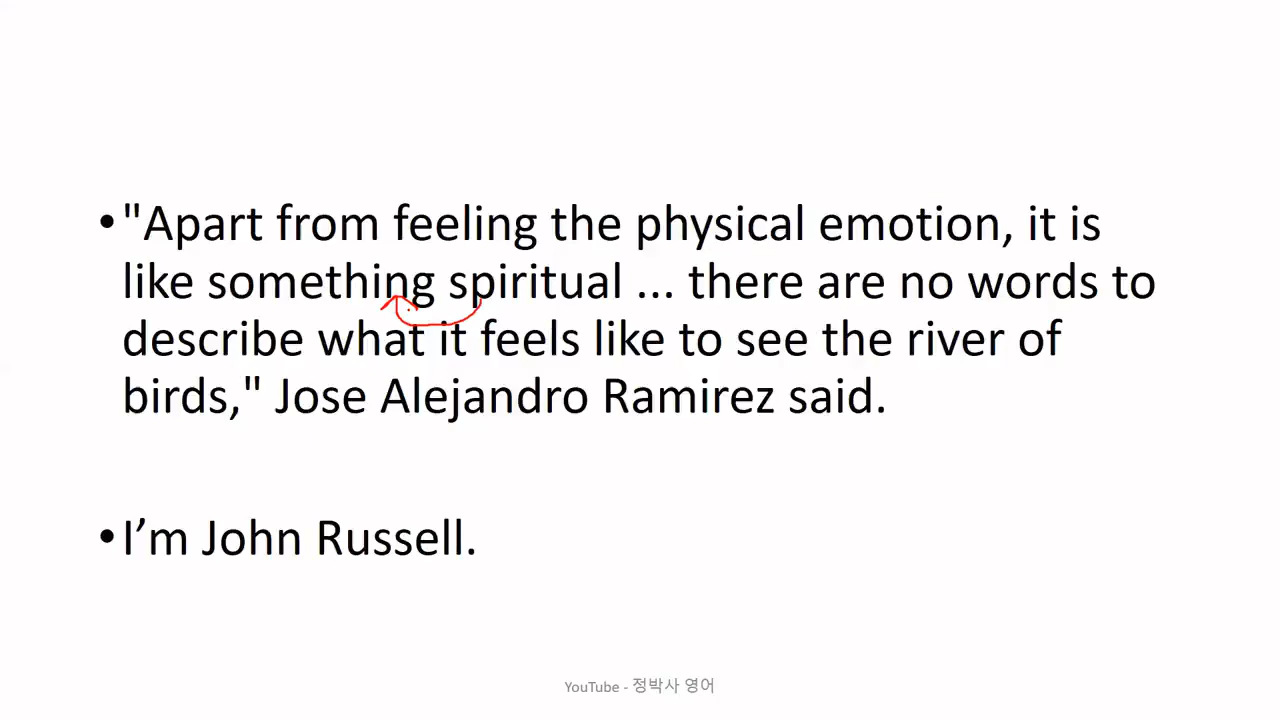 •"Apart from feeling the physical emotion, it is
like something spiritual ... there are no words to
describe what it feels like to see the river of
birds," Jose Alejandro Ramirez said.
•I’m John Russell.
YouTube - 정박사 영어